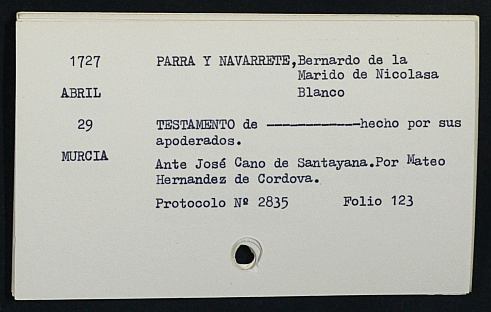 1727 PARRA Y NAVARRETE,Bernardo de la
Marido de Nicolasa
ABRIL Blanco
29 TESTAMENTO de -------------hecho por sus
apoderados.
MURCIA Ante José Cano de Santayana.Por Mateo
Hernandez de Cordova.
Protocolo Nº 2835 Folio 123